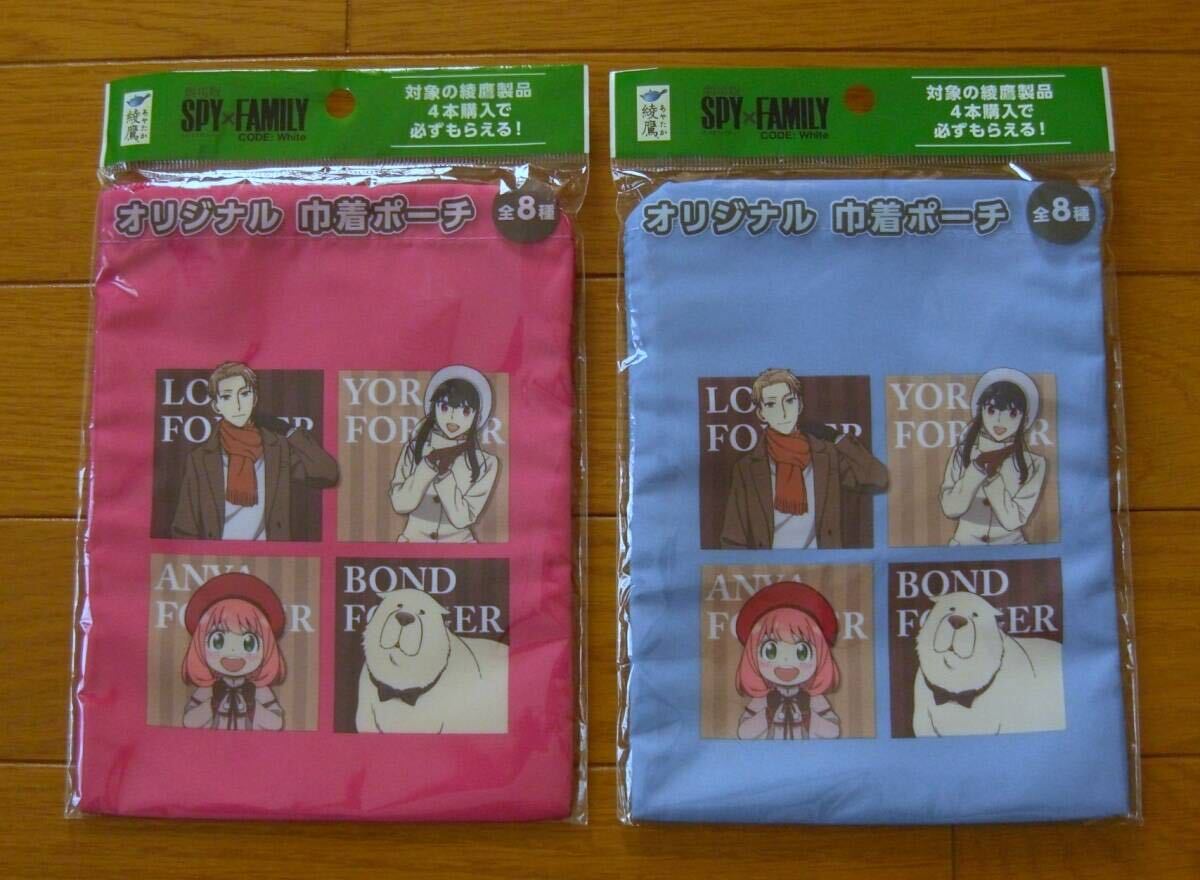 あやたか
綾鷹
劇場版
SPY×FAMILY
CODE: White
対象の綾鷹製品
4本購入で
必ずもらえる!
オリジナル 巾着ポーチ
全8種
YOR
BOND
あやたか
綾鷹
劇場版
SPY×FAMILY
CODE: White
対象の綾鷹製品
4本購入で
必ずもらえる!
オリジナル 巾着ポーチ
全8種
YOR
BOND